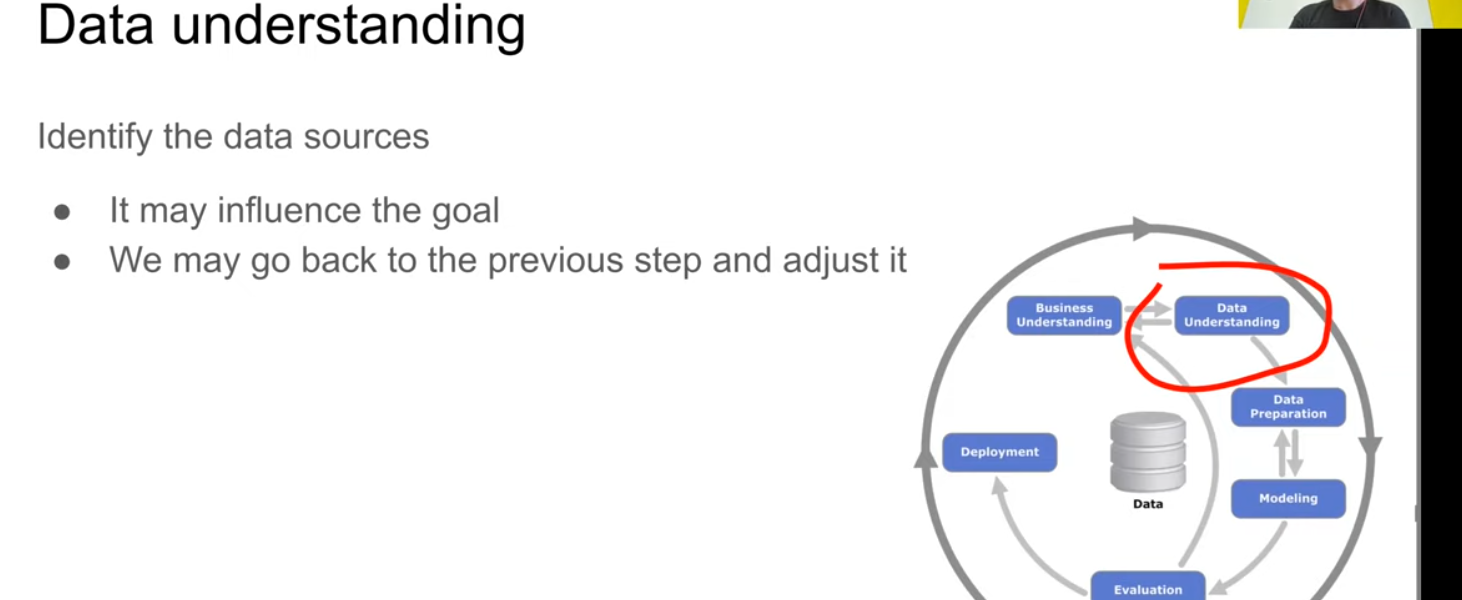 Data understanding
Identify the data sources
● It may influence the goal
● We may go back to the previous step and adjust it
Business
Understanding
Data
Understanding
Data
Preparation
Deployment
Data
Modeling
Evaluation